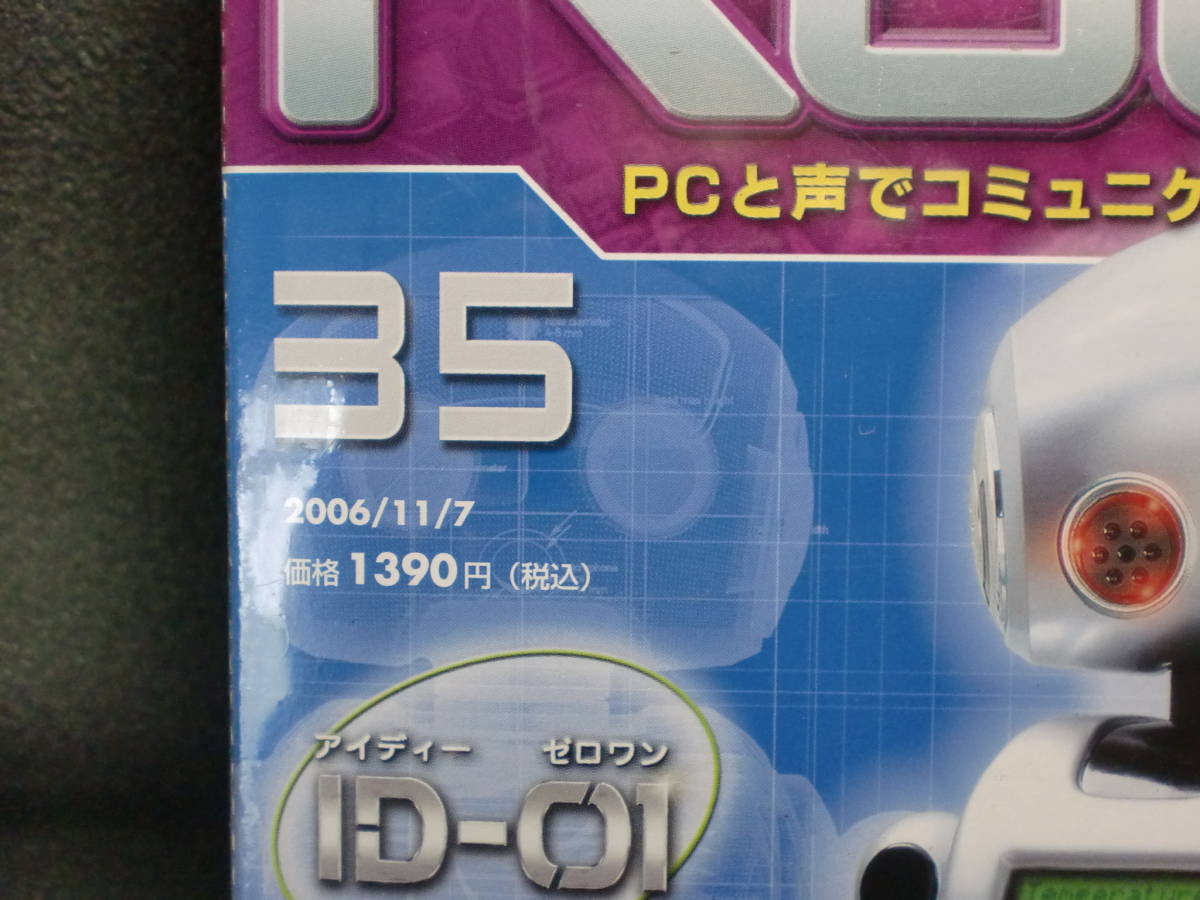 PCと声でコミュニケ
35
2006/11/7
価格 1390円（税込）
アイディー ゼロワン
ID-01
Temperature